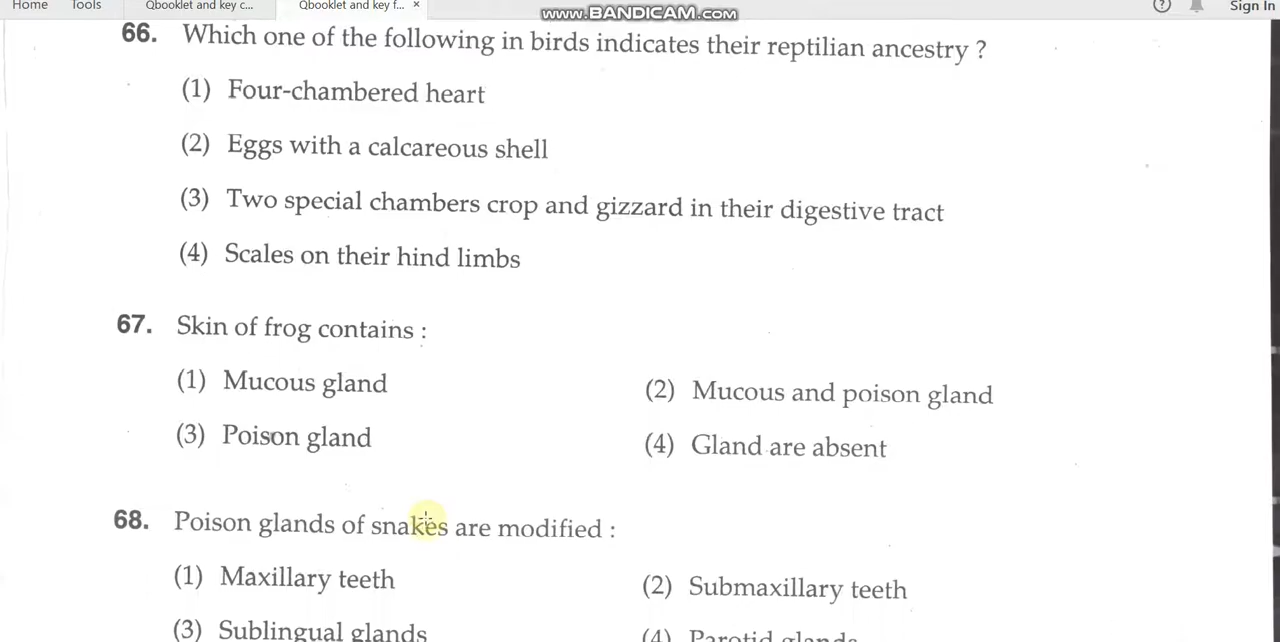 Home Tools Qbooklet and key c... Qbooklet and key f... × Sign In
www.BANDICAM.com
66. Which one of the following in birds indicates their reptilian ancestry ?
(1) Four-chambered heart
(2) Eggs with a calcareous shell
(3) Two special chambers crop and gizzard in their digestive tract
(4) Scales on their hind limbs
67. Skin of frog contains :
(1) Mucous gland
(2) Mucous and poison gland
(3) Poison gland
(4) Gland are absent
68. Poison glands of snakes are modified :
(1) Maxillary teeth
(2) Submaxillary teeth
(3) Sublingual glands
(4) Parotid glands